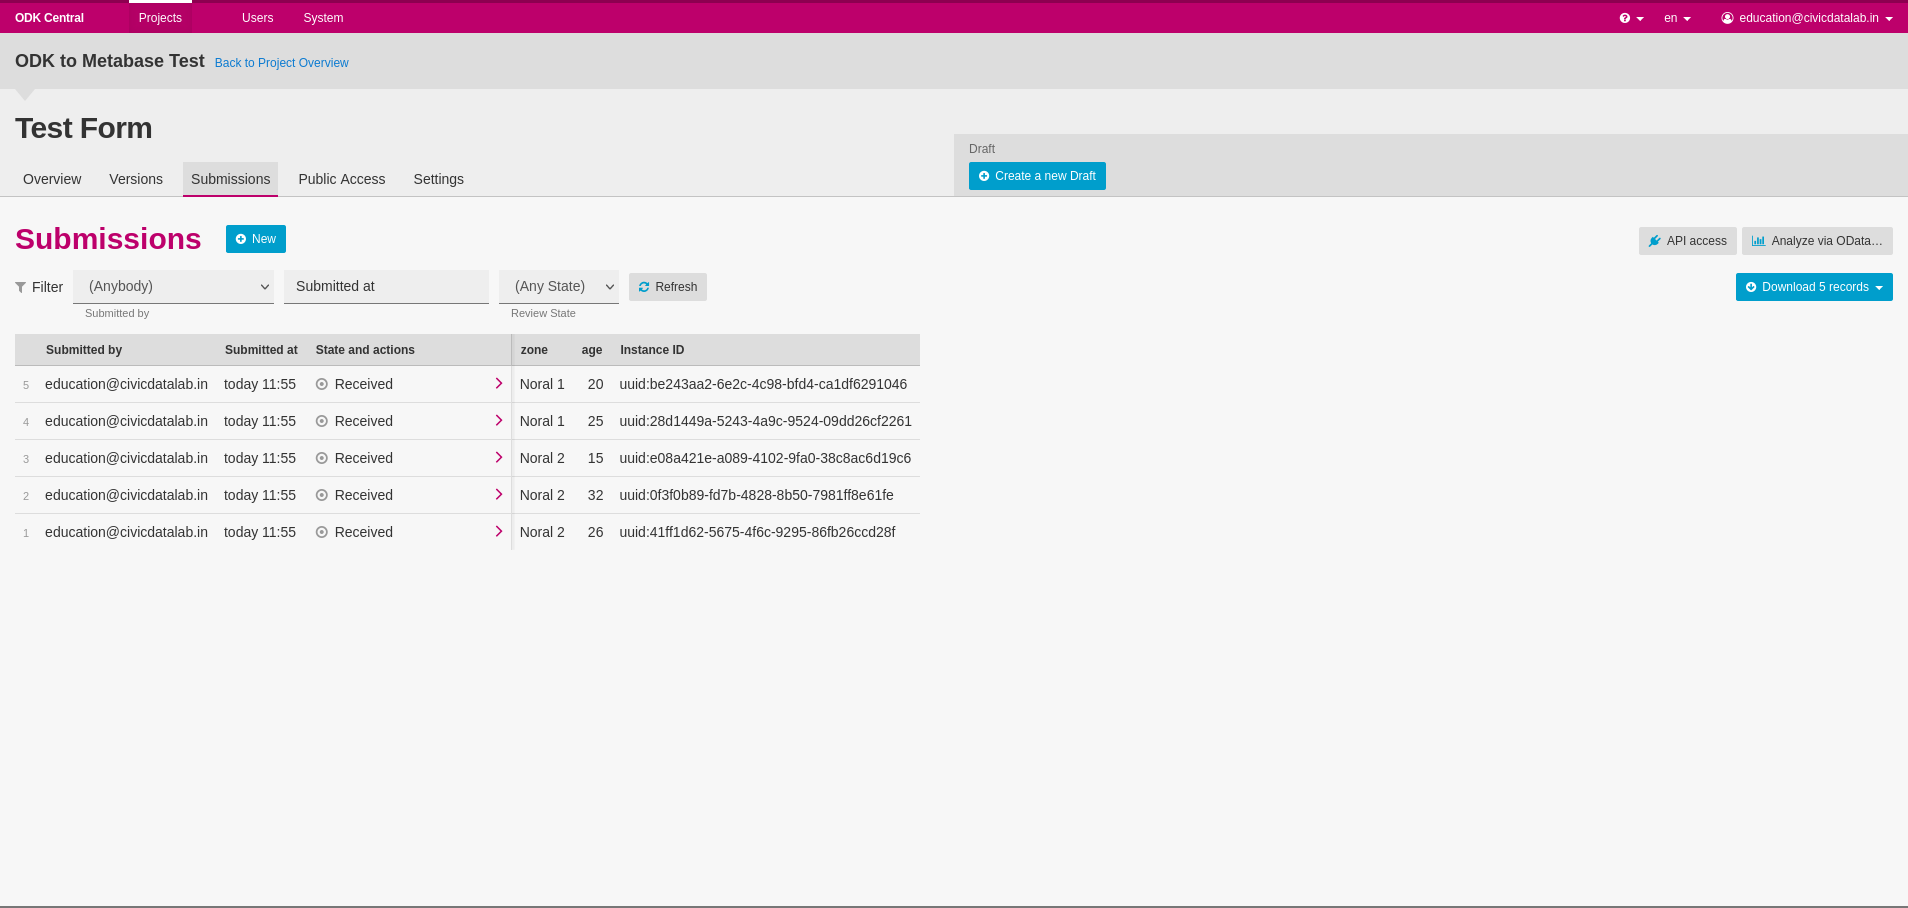 ODK Central Projects Users System en education@civicdatalab.in
ODK to Metabase Test Back to Project Overview
Test Form
Draft
Create a new Draft
Overview Versions Submissions Public Access Settings
Submissions New API access Analyze via OData…
Filter (Anybody) Submitted at (Any State) Refresh Download 5 records
Submitted by Review State
Submitted by Submitted at State and actions zone age Instance ID
5 education@civicdatalab.in today 11:55 Received Noral 1 20 uuid:be243aa2-6e2c-4c98-bfd4-ca1df6291046
4 education@civicdatalab.in today 11:55 Received Noral 1 25 uuid:28d1449a-5243-4a9c-9524-09dd26cf2261
3 education@civicdatalab.in today 11:55 Received Noral 2 15 uuid:e08a421e-a089-4102-9fa0-38c8ac6d19c6
2 education@civicdatalab.in today 11:55 Received Noral 2 32 uuid:0f3f0b89-fd7b-4828-8b50-7981ff8e61fe
1 education@civicdatalab.in today 11:55 Received Noral 2 26 uuid:41ff1d62-5675-4f6c-9295-86fb26ccd28f